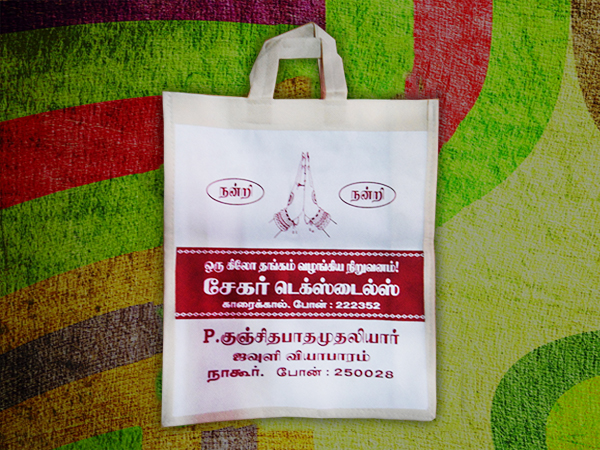 நன்றி நன்றி
ஒரு கிலோ தங்கம் வழங்கிய நிறுவனம்!
சேகர் டெக்ஸ்டைல்ஸ்
காரைக்கால். போன் : 222352
P.குஞ்சிதபாதமுதலியார்
ஜவுளி வியாபாரம்
நாகூர். போன் : 250028